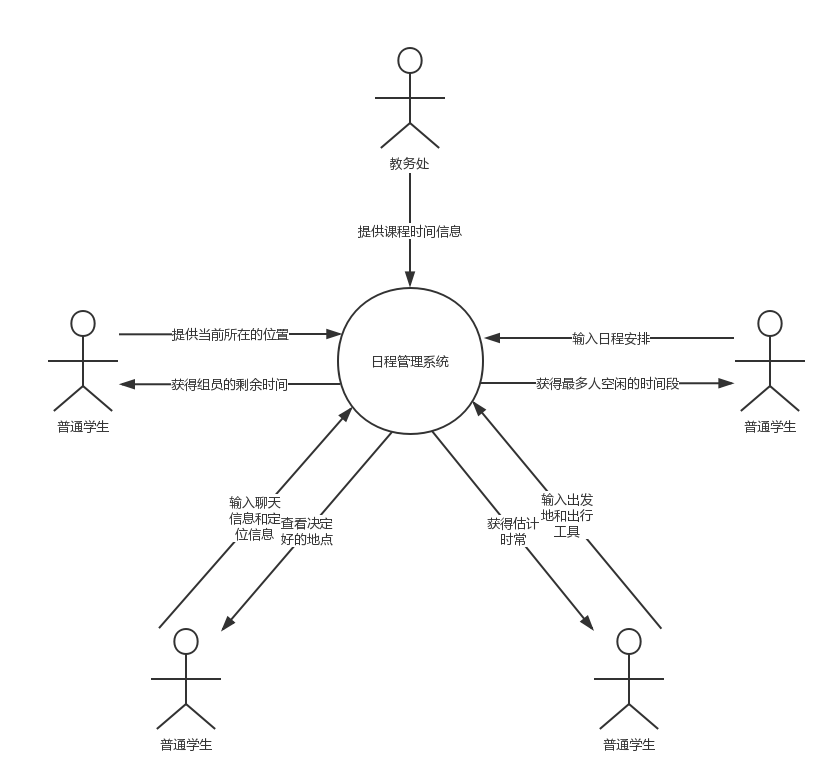 教务处
提供课程时间信息
提供当前所在的位置
输入日程安排
日程管理系统
获得组员的剩余时间
获得最多人空闲的时间段
普通学生
普通学生
输入聊天
信息和定
位信息
查看决定
好的地点
获得估计
时常
输入出发
地和出行
工具
普通学生
普通学生